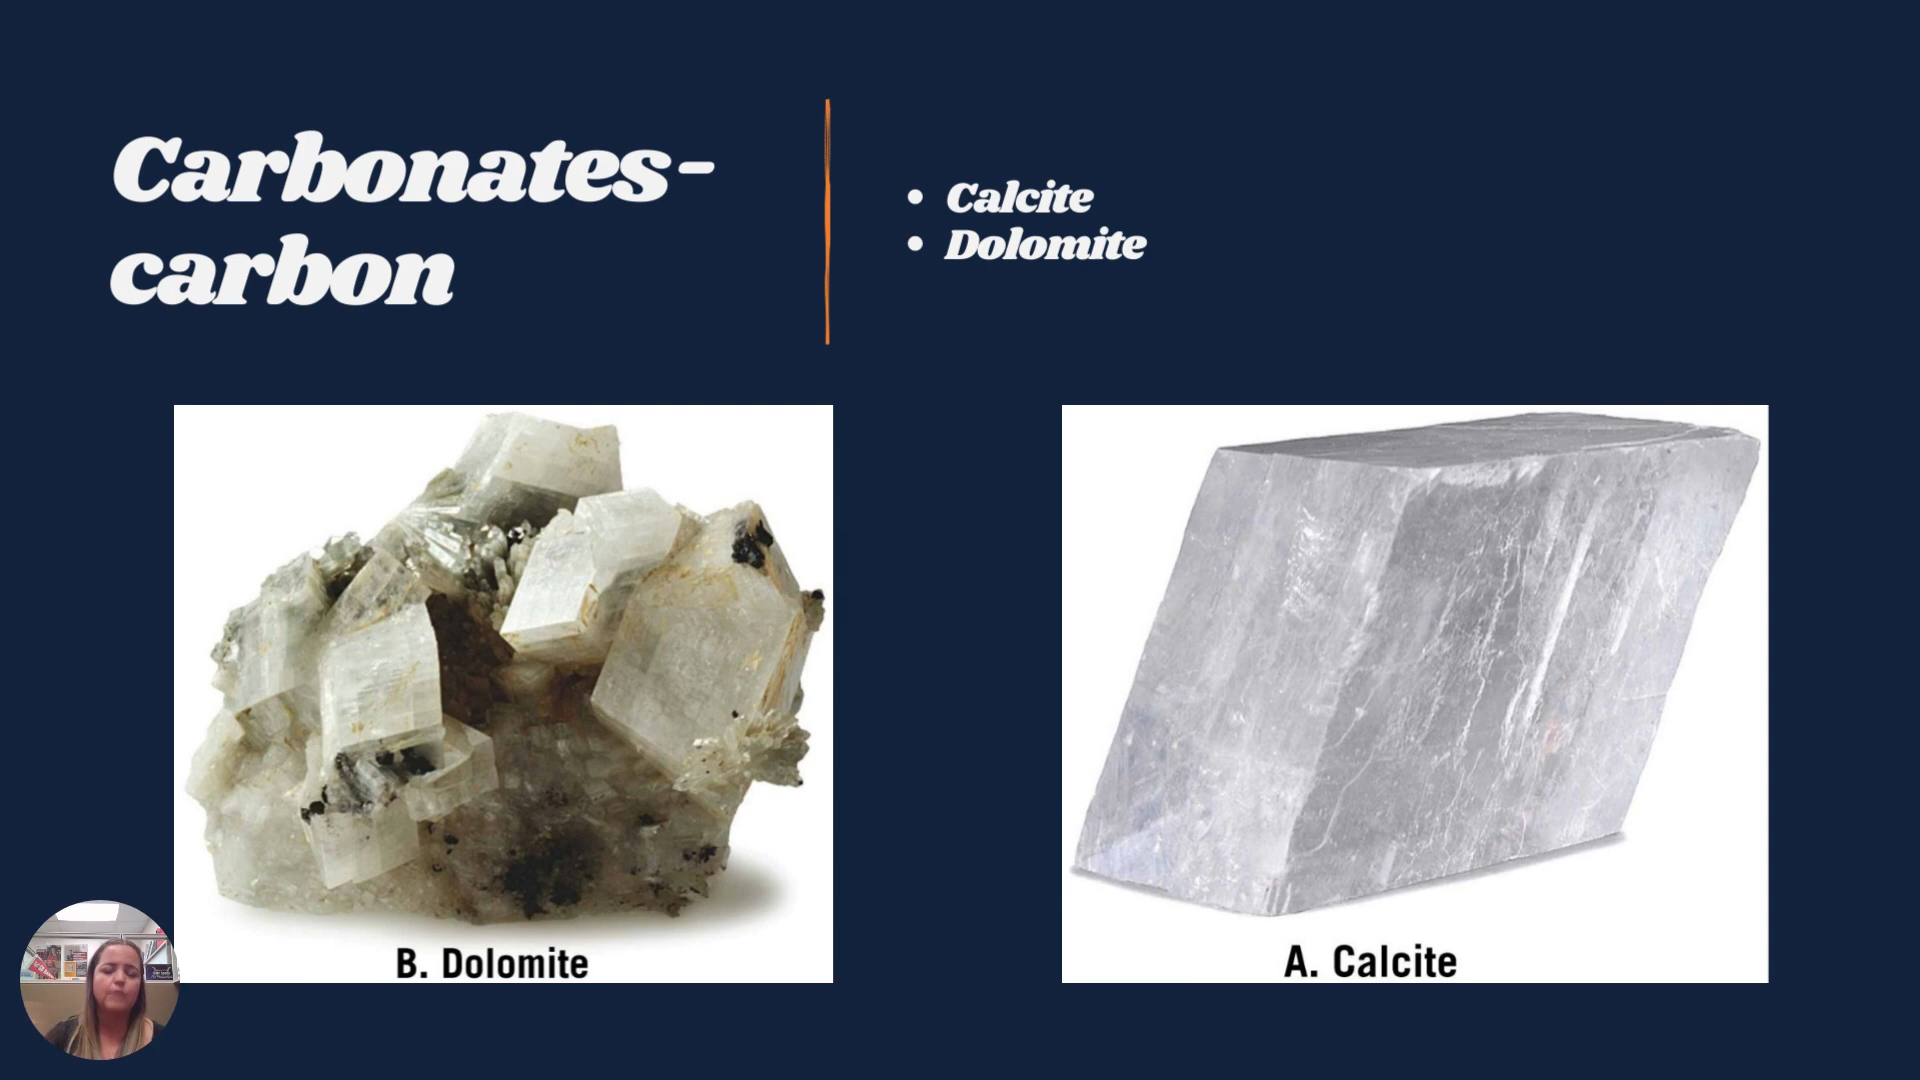 Carbonates-
carbon
• Calcite
• Dolomite
B. Dolomite
A. Calcite